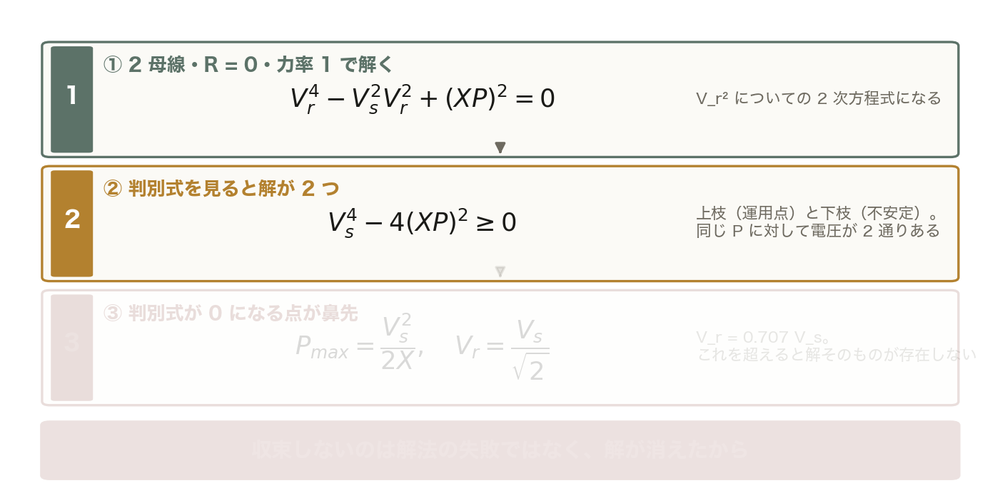 1
① 2 母線・R = 0・力率 1 で解く
V_r^4 − V_s^2 V_r^2 + (XP)^2 = 0
V_r² についての 2 次方程式になる
2
② 判別式を見ると解が 2 つ
V_s^4 − 4(XP)^2 ≥ 0
上枝（運用点）と下枝（不安定）。
同じ P に対して電圧が 2 通りある
3
③ 判別式が 0 になる点が鼻先
P_{max} = \frac{V_s^2}{2X}, V_r = \frac{V_s}{\sqrt{2}}
V_r = 0.707 V_s。
これを超えると解そのものが存在しない
収束しないのは解法の失敗ではなく、解が消えたから